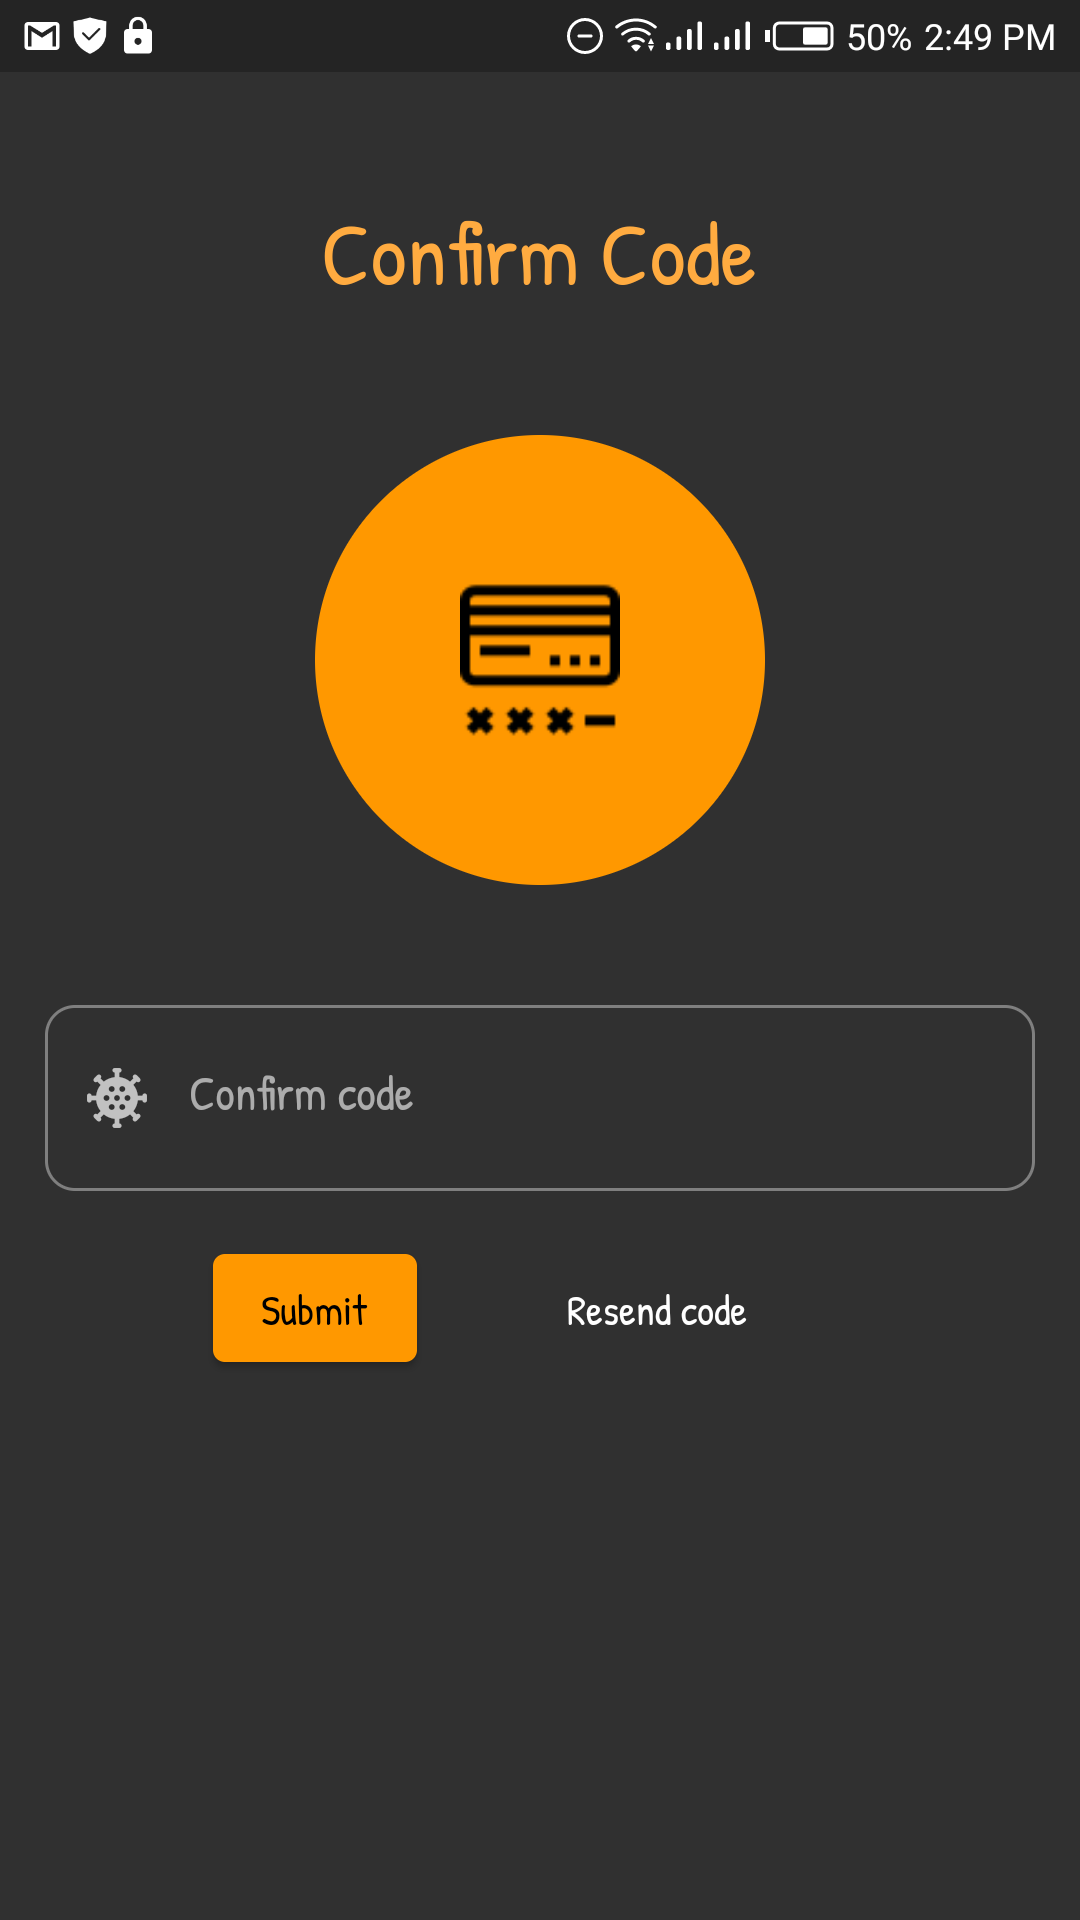 50% 2:49 PM
Confirm Code
Confirm code
Submit
Resend code